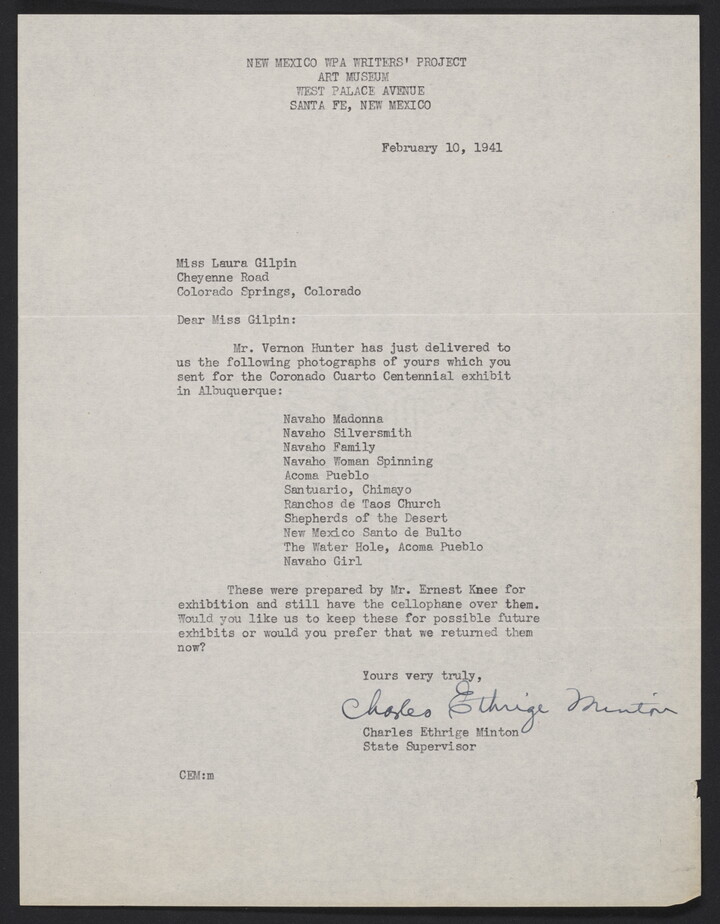 NEW MEXICO WPA WRITERS' PROJECT
ART MUSEUM
WEST PALACE AVENUE
SANTA FE, NEW MEXICO
February 10, 1941
Miss Laura Gilpin
Cheyenne Road
Colorado Springs, Colorado
Dear Miss Gilpin:
Mr. Vernon Hunter has just delivered to
us the following photographs of yours which you
sent for the Coronado Cuarto Centennial exhibit
in Albuquerque:
Navaho Madonna
Navaho Silversmith
Navaho Family
Navaho Woman Spinning
Acoma Pueblo
Santuario, Chimayo
Ranchos de Taos Church
Shepherds of the Desert
New Mexico Santo de Bulto
The Water Hole, Acoma Pueblo
Navaho Girl
These were prepared by Mr. Ernest Knee for
exhibition and still have the cellophane over them.
Would you like us to keep these for possible future
exhibits or would you prefer that we returned them
now?
Yours very truly,
Charles Ethrige Minton
Charles Ethrige Minton
State Supervisor
CEM:m